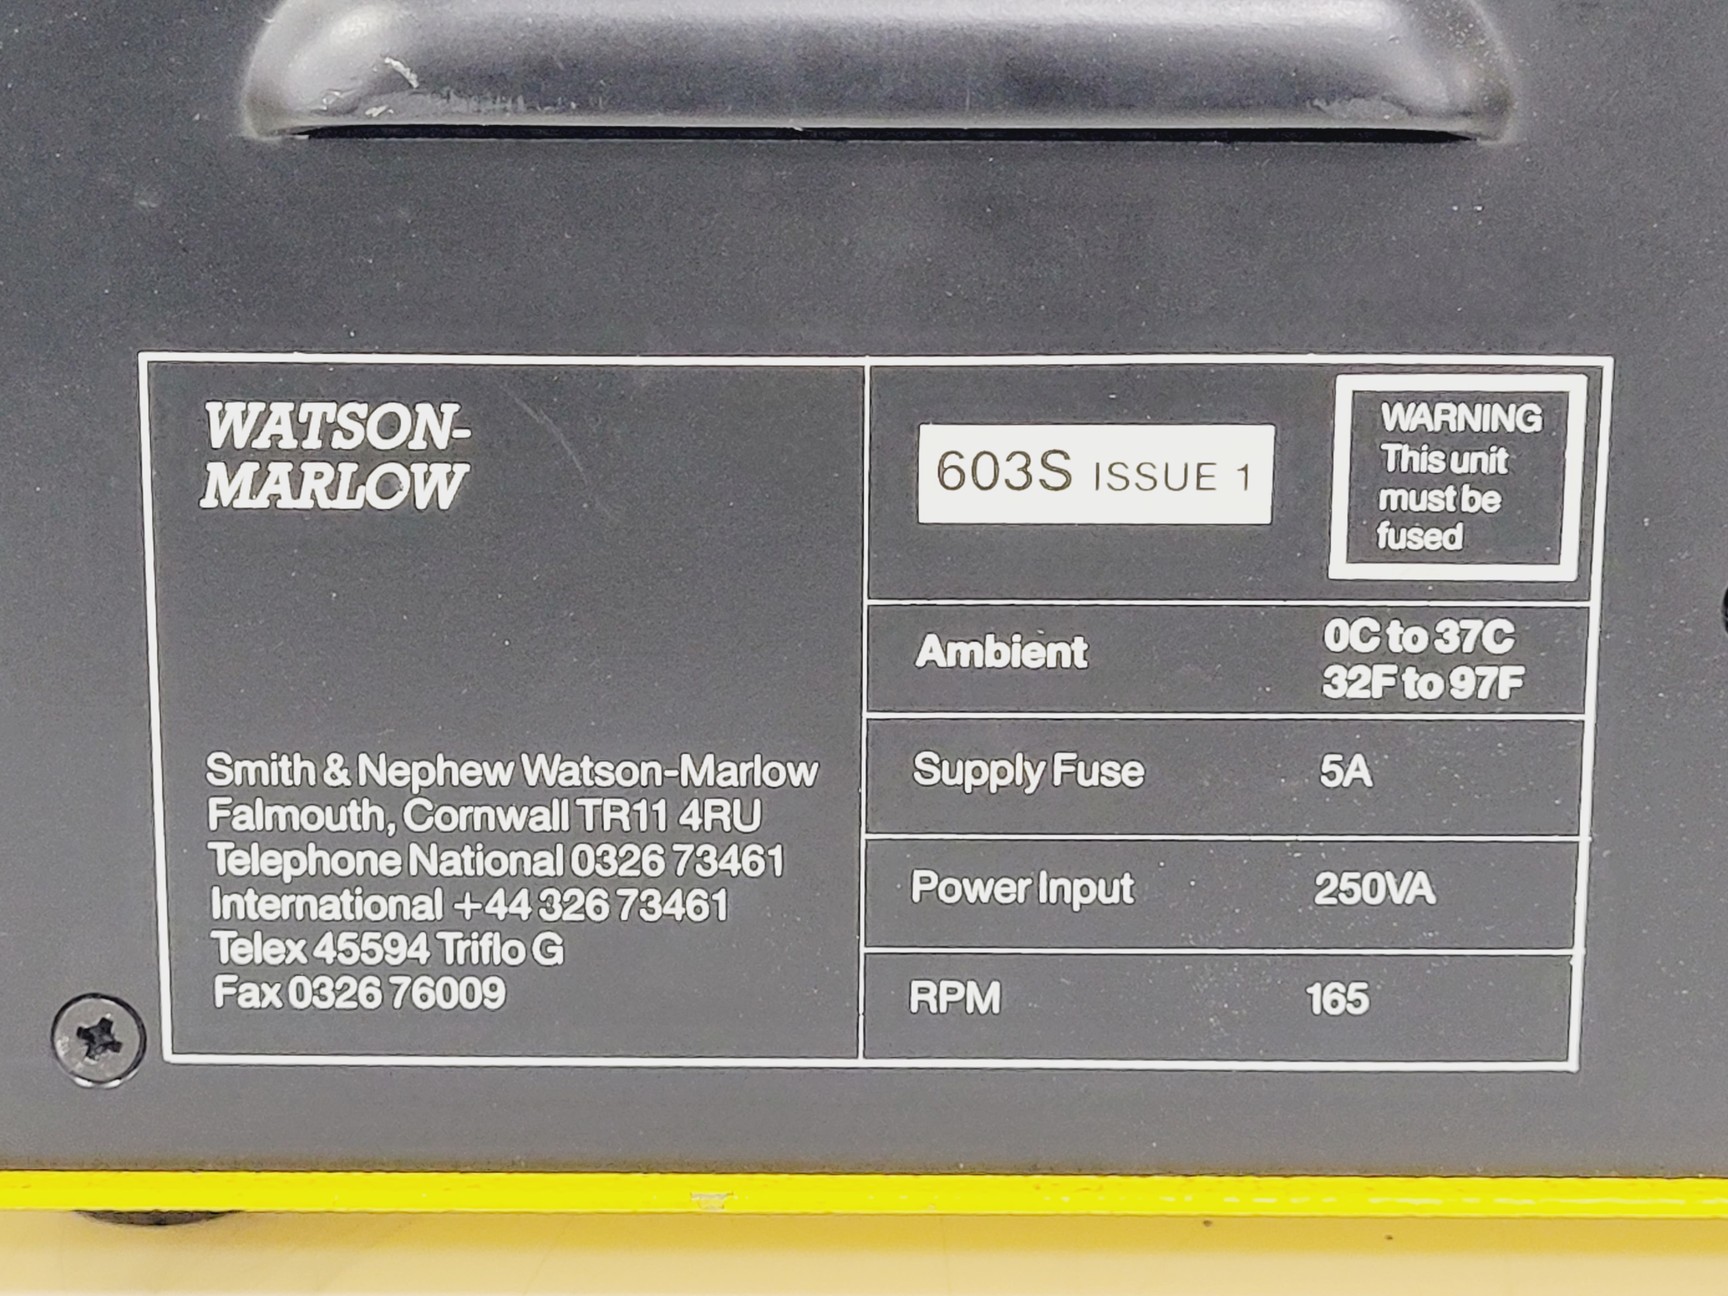 WATSON-
MARLOW
Smith & Nephew Watson-Marlow
Falmouth, Cornwall TR11 4RU
Telephone National 0326 73461
International +44 326 73461
Telex 45594 Triflo G
Fax 0326 76009
603S ISSUE 1
WARNING
This unit
must be
fused
Ambient 0C to 37C
32F to 97F
Supply Fuse 5A
Power Input 250VA
RPM 165